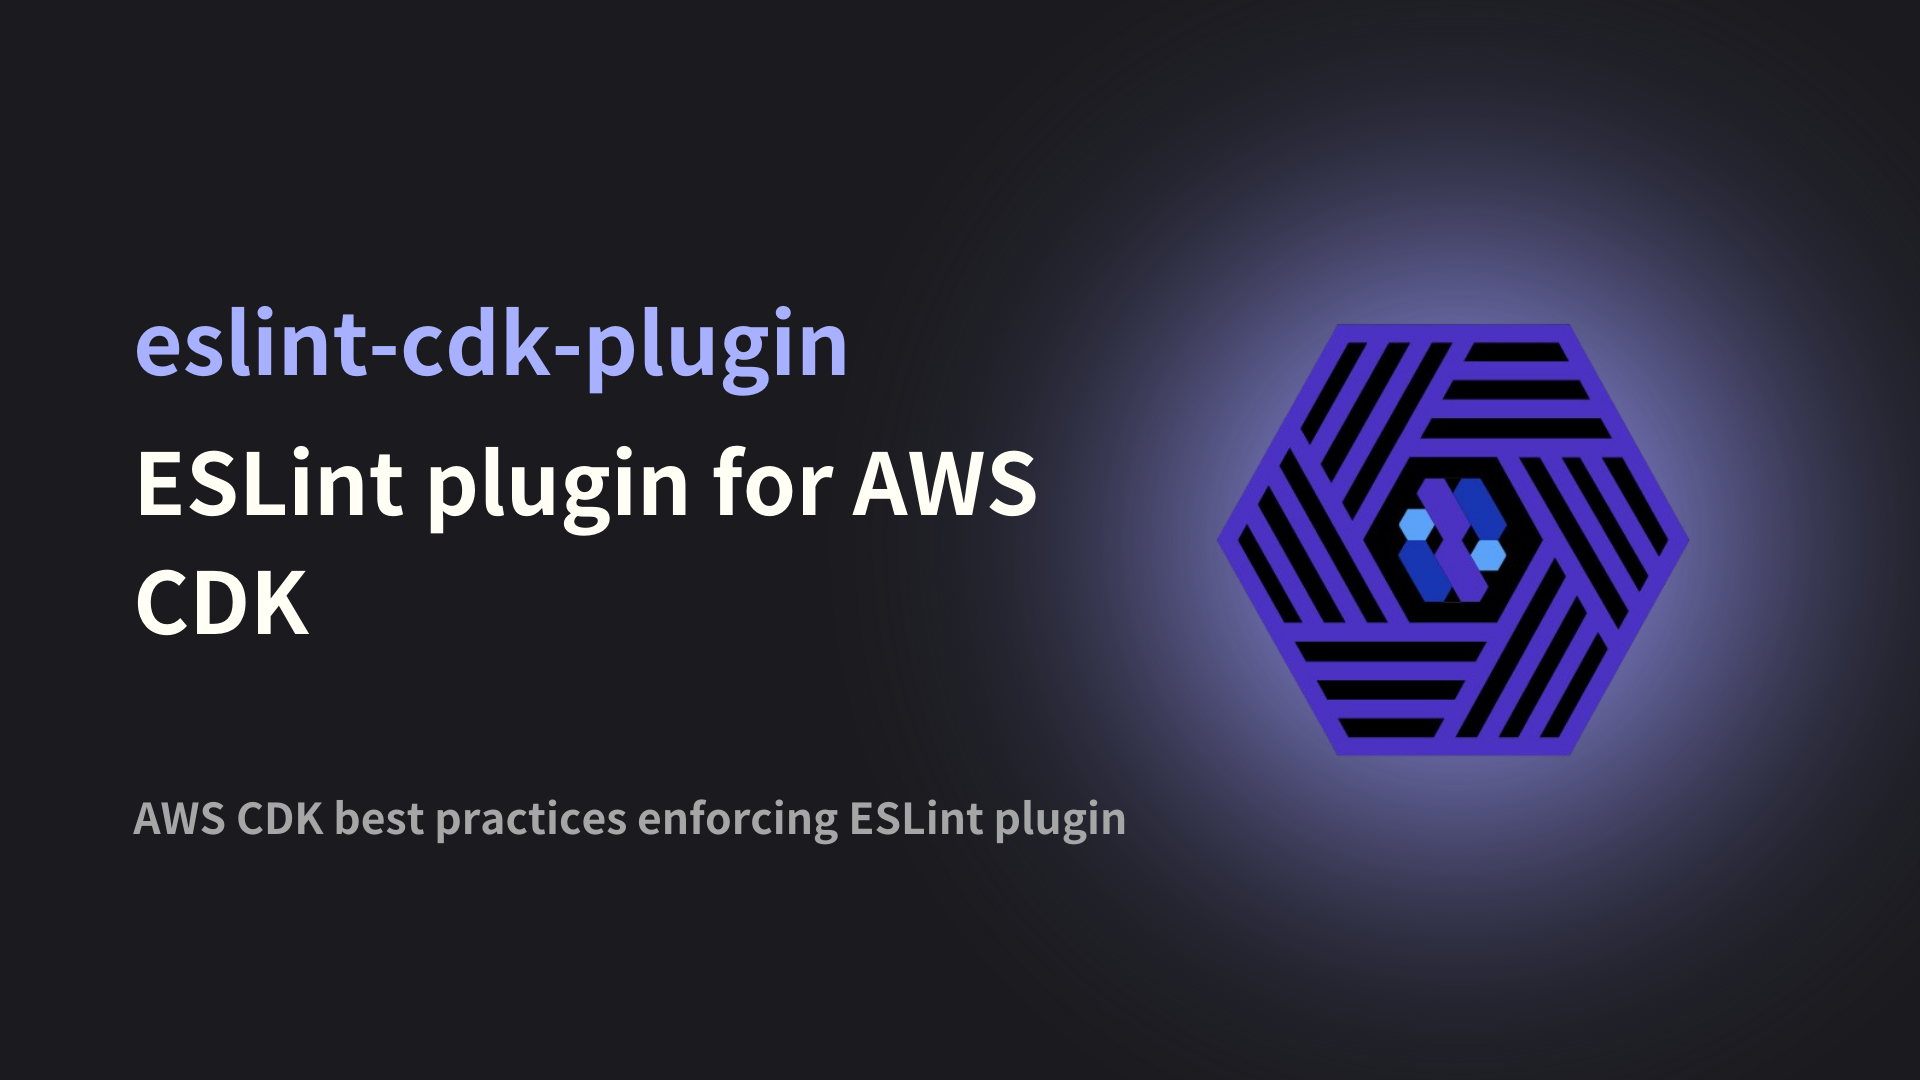 eslint-cdk-plugin
ESLint plugin for AWS
CDK
AWS CDK best practices enforcing ESLint plugin